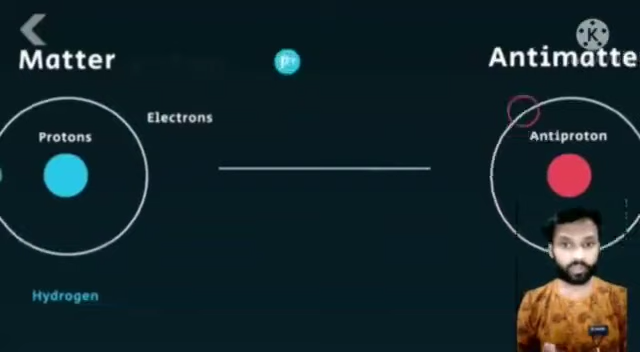 Matter
Antimatte
K
Electrons
Protons
Antiproton
Hydrogen